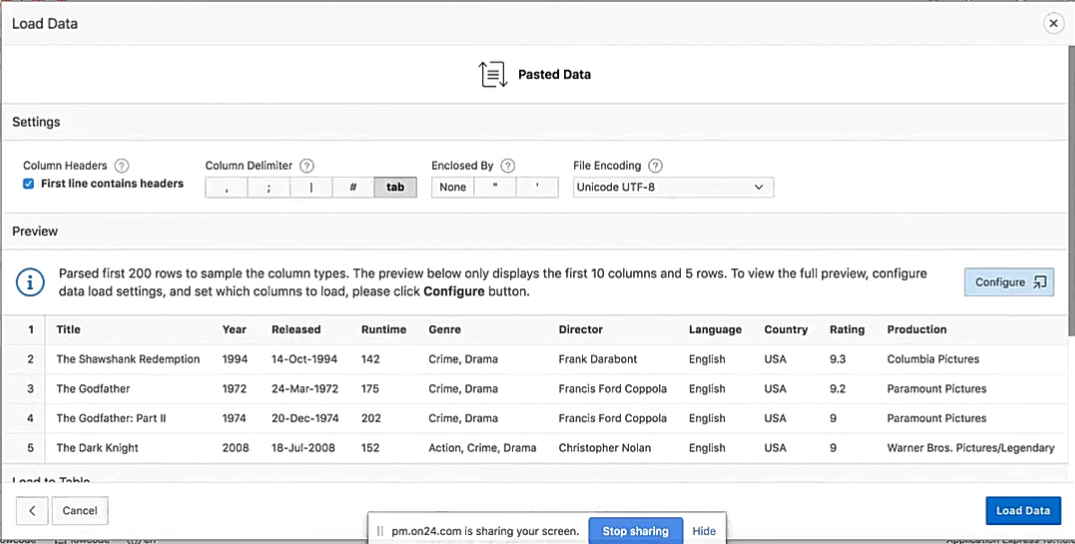 Load Data
Pasted Data
Settings
Column Headers ?
First line contains headers
Column Delimiter ?
, ; | # tab
Enclosed By ?
None " '
File Encoding ?
Unicode UTF-8
Preview
Parsed first 200 rows to sample the column types. The preview below only displays the first 10 columns and 5 rows. To view the full preview, configure
data load settings, and set which columns to load, please click Configure button.
Configure
1 Title Year Released Runtime Genre Director Language Country Rating Production
2 The Shawshank Redemption 1994 14-Oct-1994 142 Crime, Drama Frank Darabont English USA 9.3 Columbia Pictures
3 The Godfather 1972 24-Mar-1972 175 Crime, Drama Francis Ford Coppola English USA 9.2 Paramount Pictures
4 The Godfather: Part II 1974 20-Dec-1974 202 Crime, Drama Francis Ford Coppola English USA 9 Paramount Pictures
5 The Dark Knight 2008 18-Jul-2008 152 Action, Crime, Drama Christopher Nolan English USA 9 Warner Bros. Pictures/Legendary
Load to Table
Cancel
Load Data
pm.on24.com is sharing your screen. Stop sharing Hide